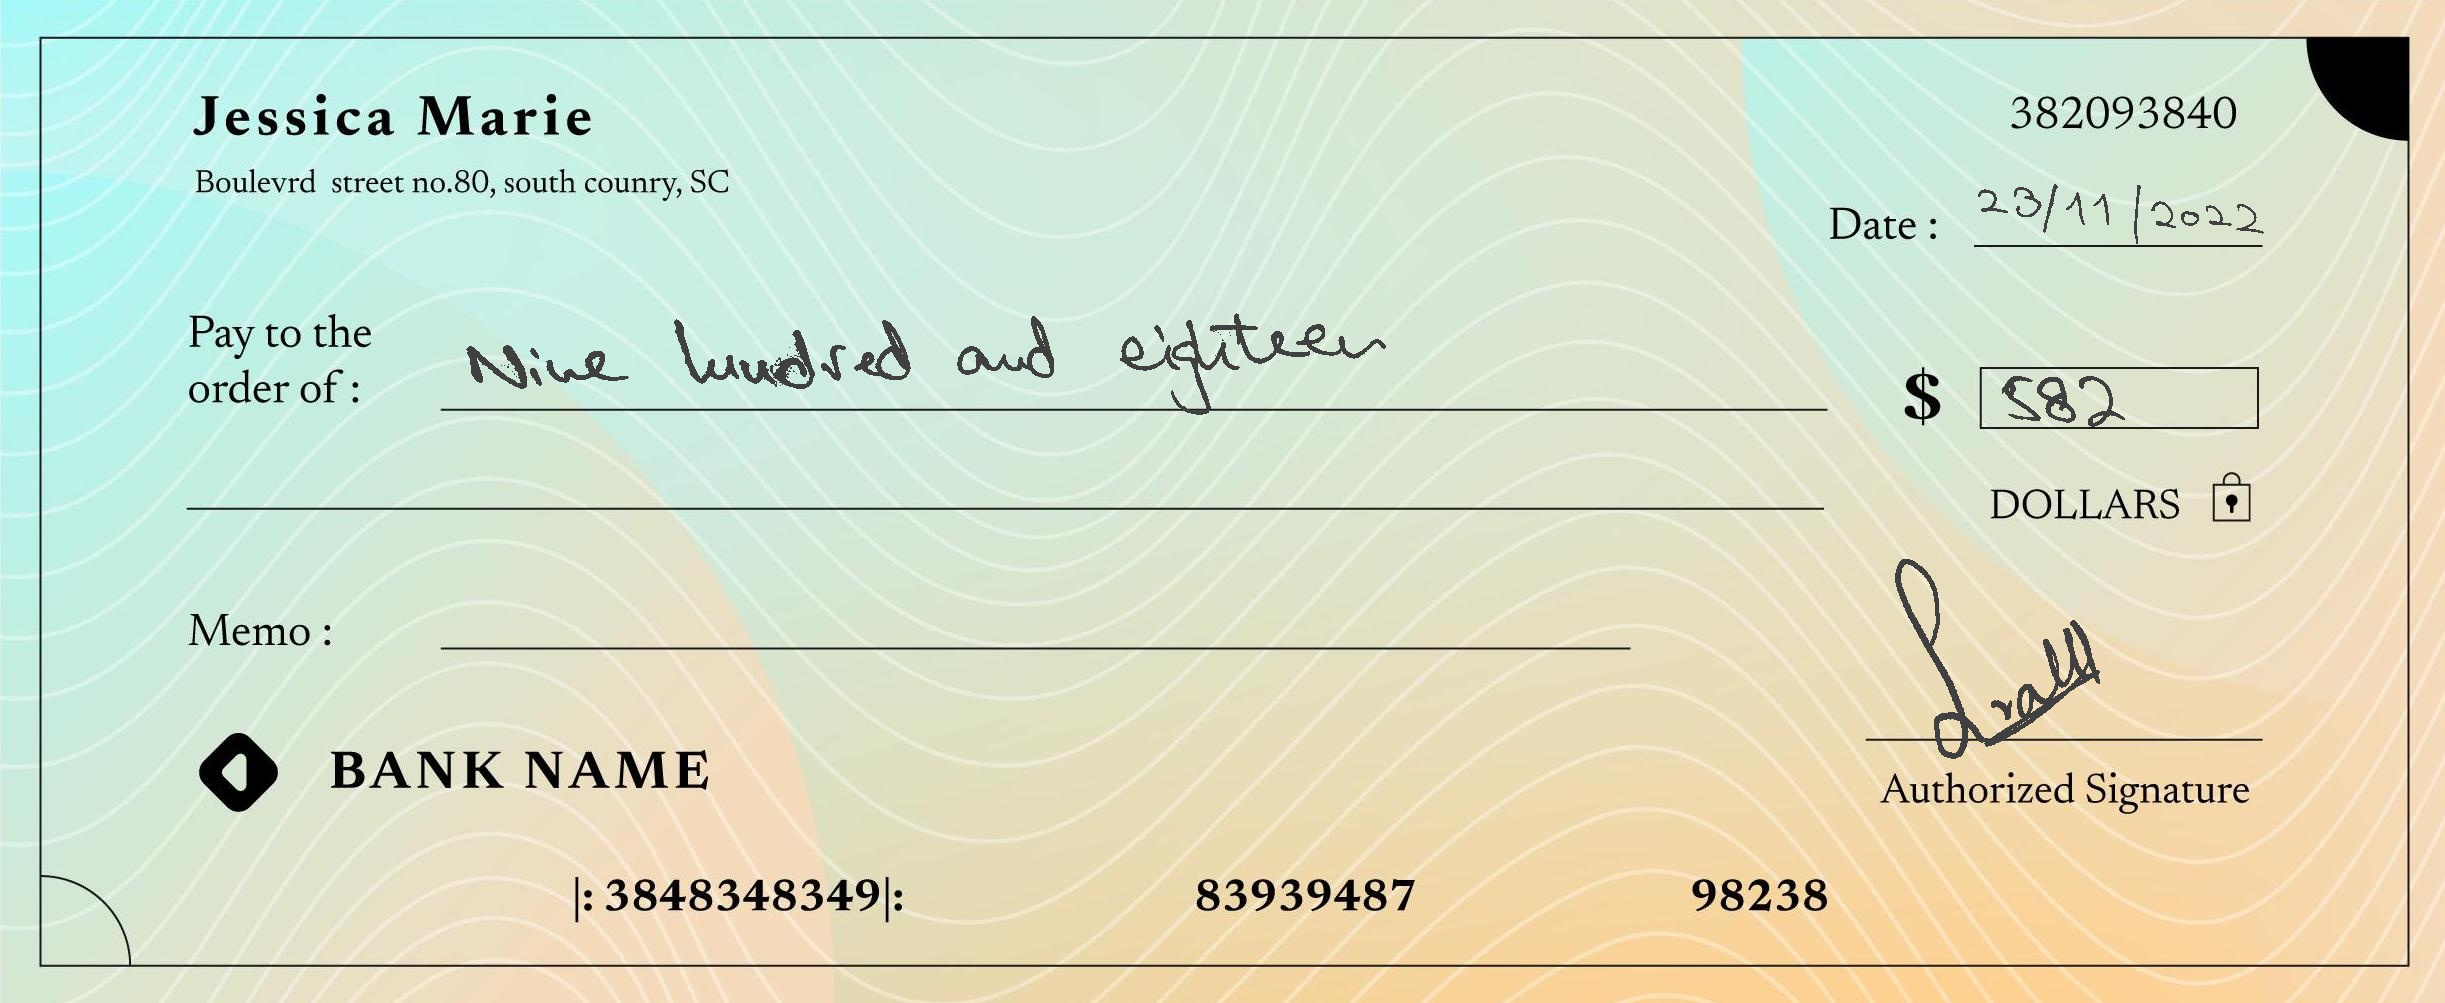 Jessica Marie
382093840
Boulevrd street no.80, south counry, SC
Date : 23/11/2022
Pay to the
order of : Nine hundred and eighteen
$ 582
DOLLARS
Memo :
BANK NAME
Authorized Signature
|: 3848348349|: 83939487 98238